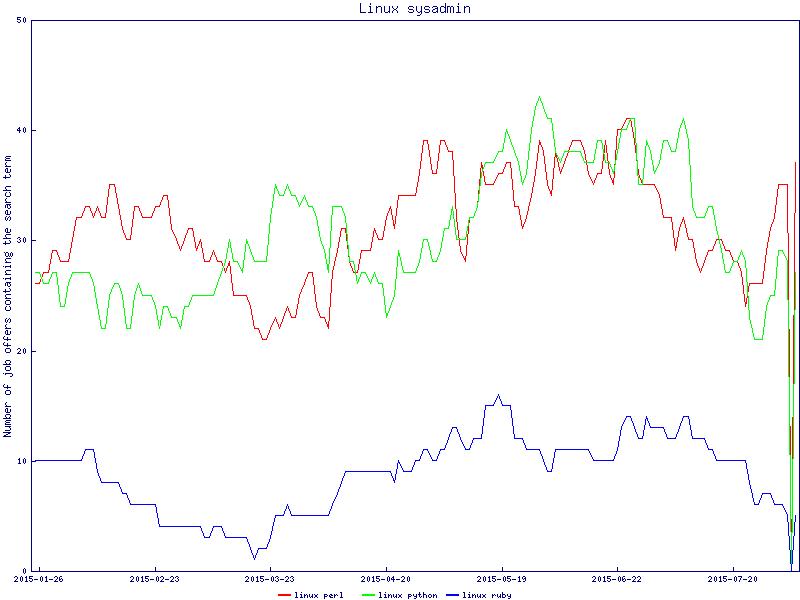 Linux sysadmin
Number of job offers containing the search term
50
40
30
20
10
0
2015-01-26 2015-02-23 2015-03-23 2015-04-20 2015-05-19 2015-06-22 2015-07-20
linux perl linux python linux ruby